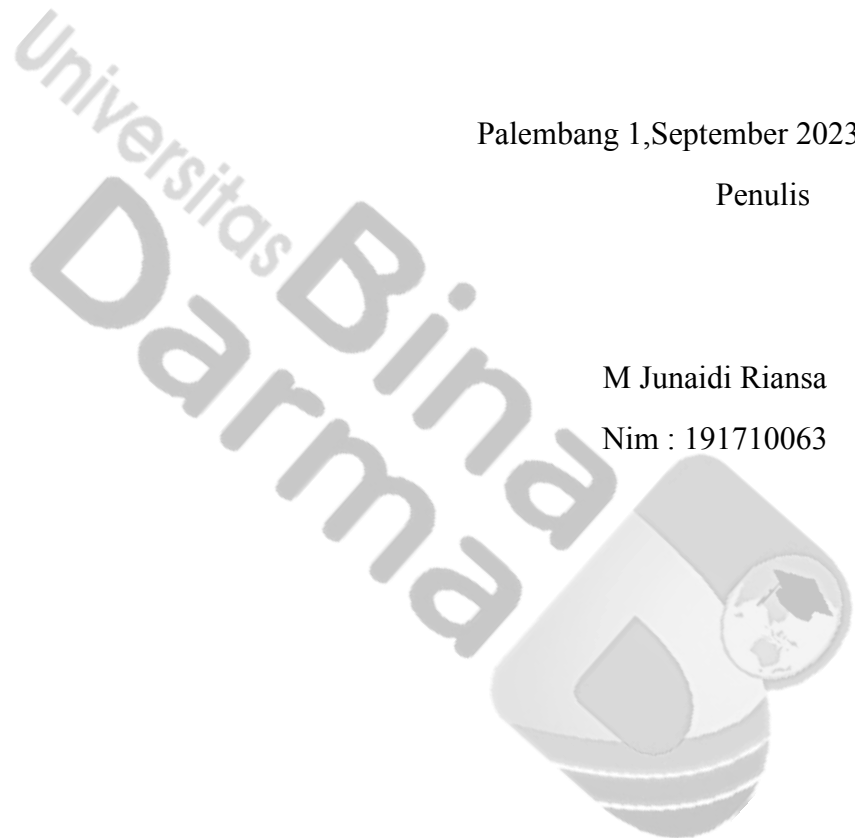 Universitas
Bina
Darma
Palembang 1,September 2023
Penulis
M Junaidi Riansa
Nim : 191710063